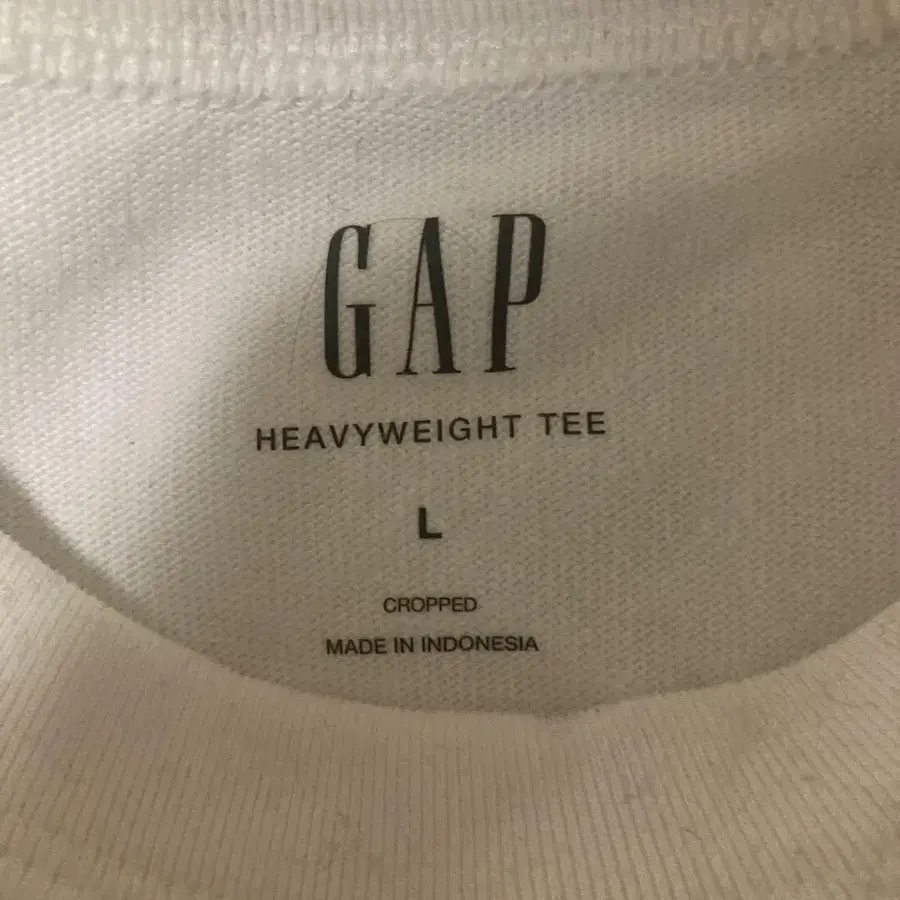 GAP
HEAVYWEIGHT TEE
L
CROPPED
MADE IN INDONESIA